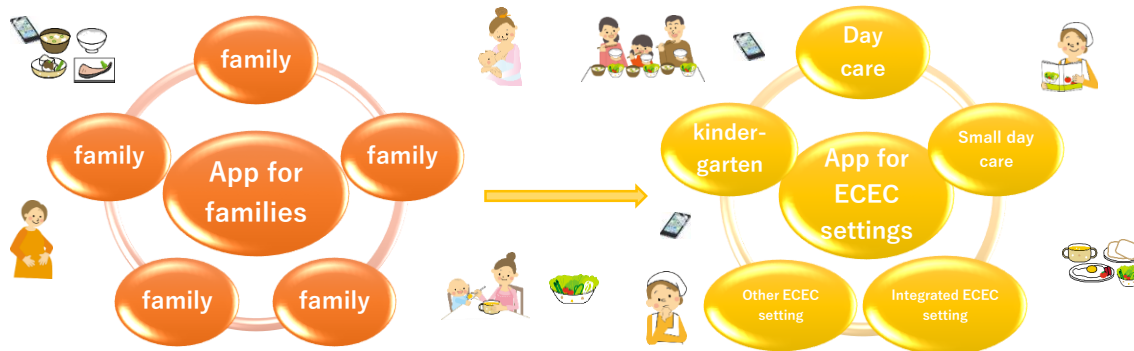 family
family
family
App for
families
family
family
Day
care
kinder-
garten
Small day
care
App for
ECEC
settings
Other ECEC
setting
Integrated ECEC
setting